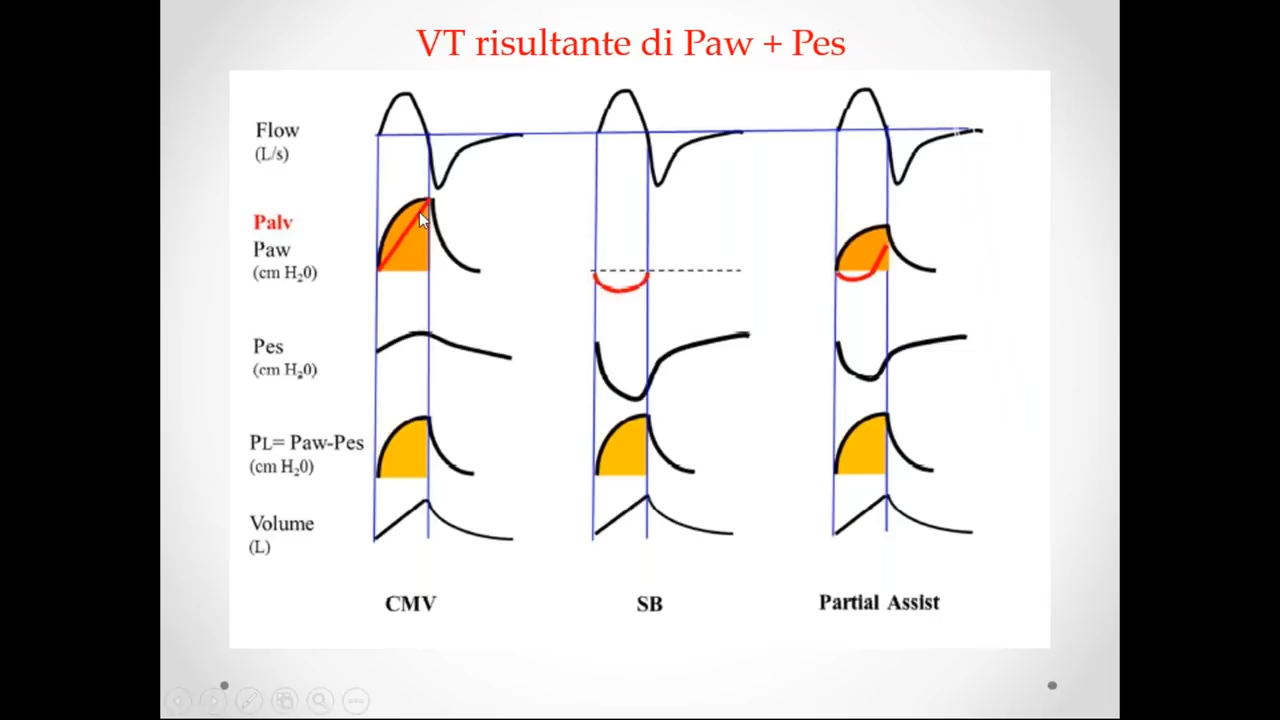 VT risultante di Paw + Pes
Flow
(L/s)
Palv
Paw
(cm H₂0)
Pes
(cm H₂0)
PL= Paw-Pes
(cm H₂0)
Volume
(L)
CMV
SB
Partial Assist